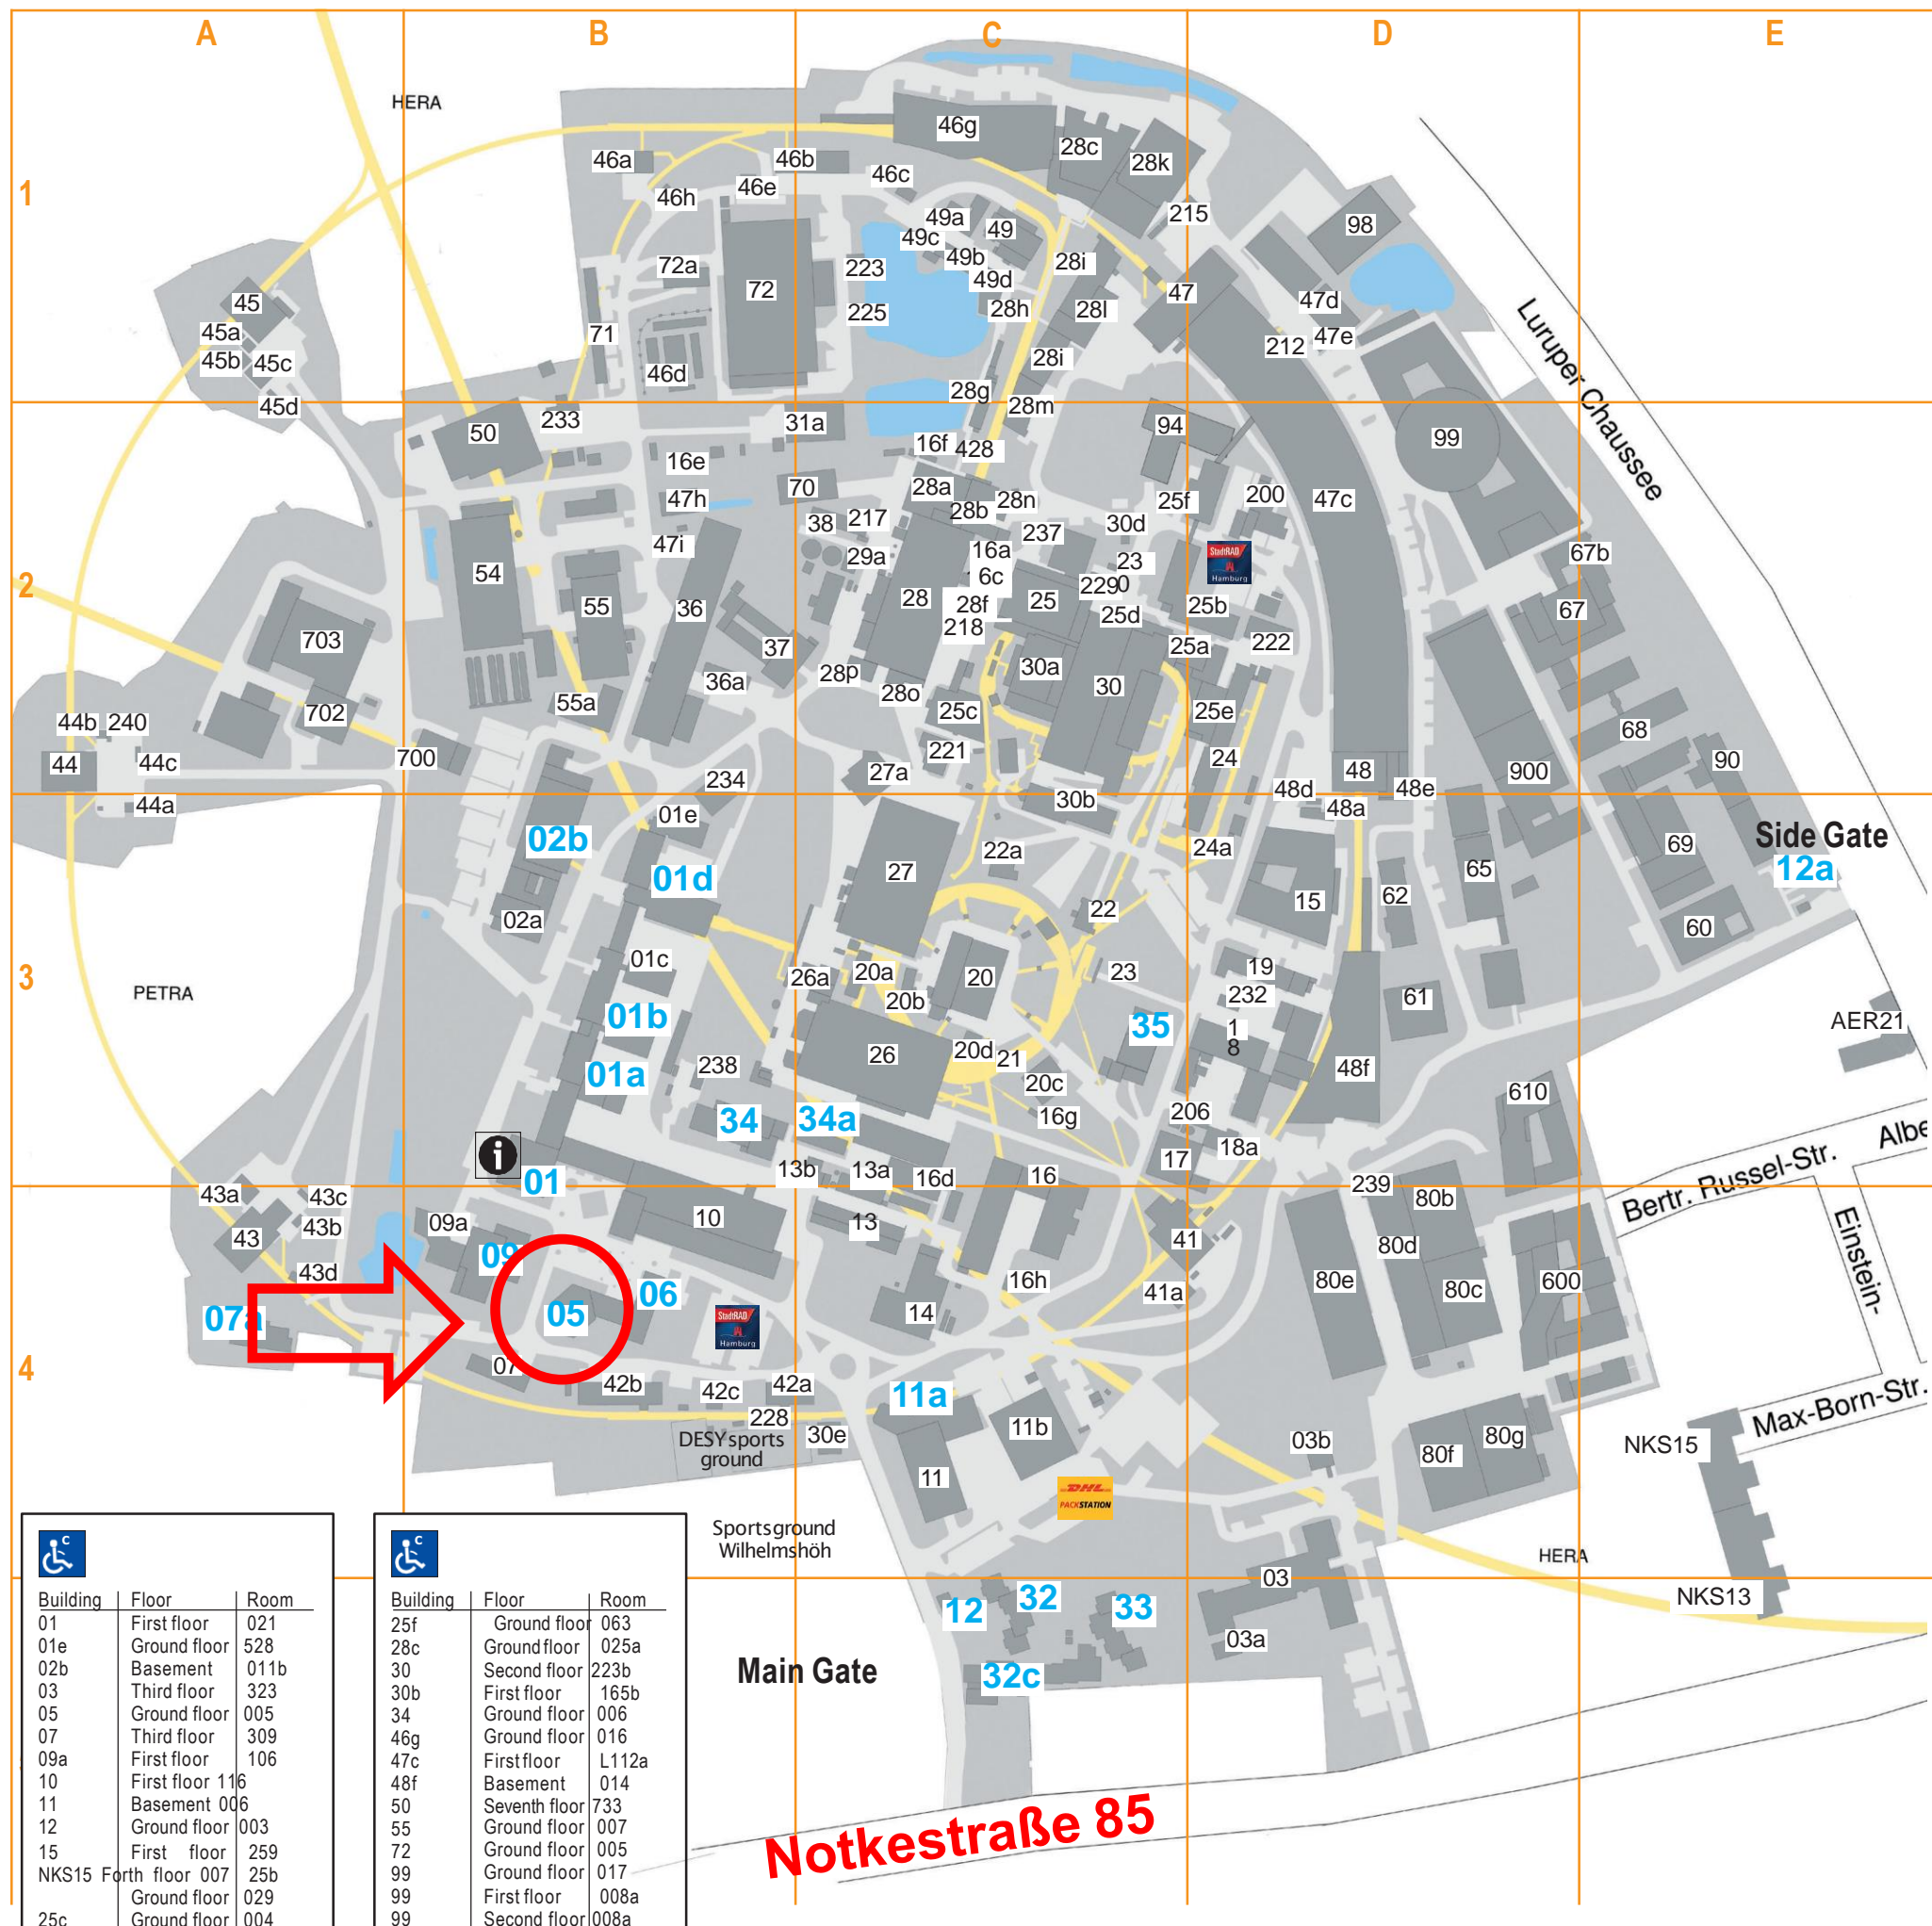 A B C D E
HERA
46g
46a 46b 28c 28k
46h 46e 46c
1
49a 49 215 98
49c
72a 223 49b 28i
72 49d
45 225 28h 28l 47 47d
45a 71 212 47e
45b 45c 46d 28i
Luruper Chaussee
45d 28g 28m
50 233 31a 94 99
16f 428
16e
47h 70 28a 28n 25f 200 47c
38 217 28b 30d
47i 29a 237
16a
StadtRAD
Hamburg
67b
54 6c 23
2
229 0
55 36 28 28f 25 25b 67
218 25d
703 37 25a 222
36a 28p 30a 30
28o
44b 240 702 55a 25c 25e 68
44 44c 700 221 24 48 900 90
234 27a 48d 48e
44a 01e 30b 48a
02b 22a 24a 69 Side Gate
01d 27 65 12a
02a 22 15 62 60
01c
3
26a 20a 20 23 19
PETRA 20b 232 61
01b 35 1
8
AER21
26 20d 21
01a 238 20c 48f
34 34a 16g 206 610
18a
i
17
Bertr. Russel-Str.
Albe
01 13b 13a 16d 16 239
43a 43c 80b
43 43b 09a 10 13 41 80d
Einstein-
43d 09 16h 80e 80c 600
07a 05 06 14 41a
StadtRAD
Hamburg
4
07 42b 42c 42a 11a
228
DESY sports
ground
30e 11b 03b 80f 80g NKS15
Max-Born-Str.
11
DHL
PACKSTATION
Sportsground
Wilhelmshöh
HERA
03 NKS13
12 32 33
03a
Main Gate 32c
Notkestraße 85
C
Building Floor Room
01 First floor 021
01e Ground floor 528
02b Basement 011b
03 Third floor 323
05 Ground floor 005
07 Third floor 309
09a First floor 106
10 First floor 116
11 Basement 006
12 Ground floor 003
15 First floor 259
NKS15 Forth floor 007 25b
Ground floor 029
25c Ground floor 004
C
Building Floor Room
25f Ground floor 063
28c Ground floor 025a
30 Second floor 223b
30b First floor 165b
34 Ground floor 006
46g Ground floor 016
47c First floor L112a
48f Basement 014
50 Seventh floor 733
55 Ground floor 007
72 Ground floor 005
99 Ground floor 017
99 First floor 008a
99 Second floor 008a